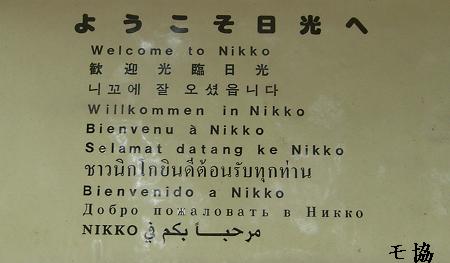 ようこそ日光へ
Welcome to Nikko
歓迎光臨日光
니꼬에 잘 오셨읍니다
Willkommen in Nikko
Bienvenu à Nikko
Selamat datang ke Nikko
ชาวนิกโกยินดีต้อนรับทุกท่าน
Bienvenido a Nikko
Добро пожаловать в Никко
NIKKO مرحباً بكم في
モ協